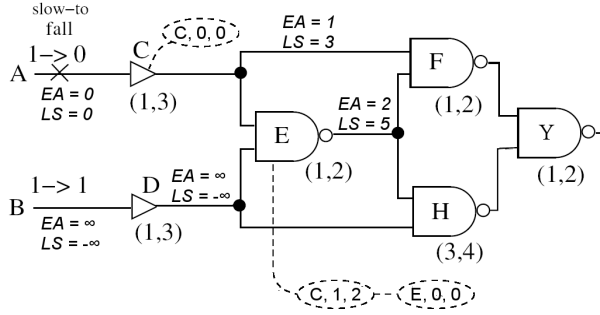 slow-to
fall
1-> 0
A
EA = 0
LS = 0
C
(1,3)
C, 0, 0
EA = 1
LS = 3
F
(1,2)
EA = 2
LS = 5
E
(1,2)
Y
(1,2)
1-> 1
B
EA = ∞
LS = -∞
D
(1,3)
EA = ∞
LS = -∞
H
(3,4)
C, 1, 2
E, 0, 0